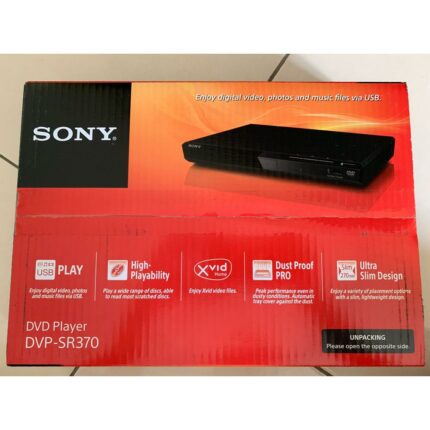 Enjoy digital video, photos and music files via USB.
SONY
USB PLAY
Enjoy digital video, photos
and music files via USB.
High-
Playability
Play a wide range of discs, able
to read most scratched discs.
Xvid
Home
Enjoy Xvid video files.
Dust Proof
PRO
Peak performance even in
dusty conditions. Automatic
tray cover against the dust.
Slim
270mm
Ultra
Slim Design
Enjoy a variety of placement options
with a slim, lightweight design.
DVD Player
DVP-SR370
UNPACKING
Please open the opposite side.